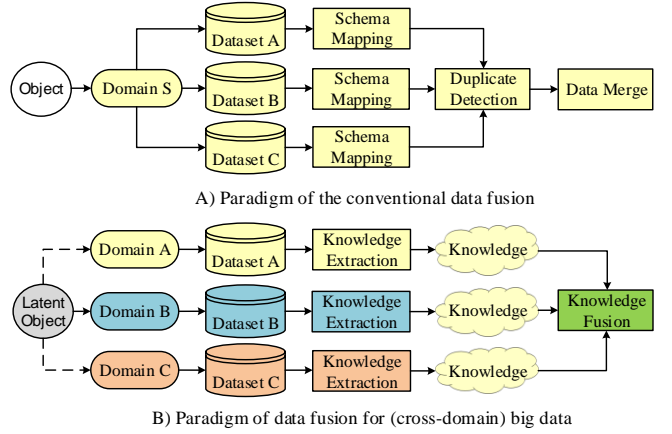 Object
Domain S
Dataset A
Schema
Mapping
Dataset B
Schema
Mapping
Duplicate
Detection
Data Merge
Dataset C
Schema
Mapping
A) Paradigm of the conventional data fusion
Latent
Object
Domain A
Dataset A
Knowledge
Extraction
Knowledge
Domain B
Dataset B
Knowledge
Extraction
Knowledge
Knowledge
Fusion
Domain C
Dataset C
Knowledge
Extraction
Knowledge
B) Paradigm of data fusion for (cross-domain) big data